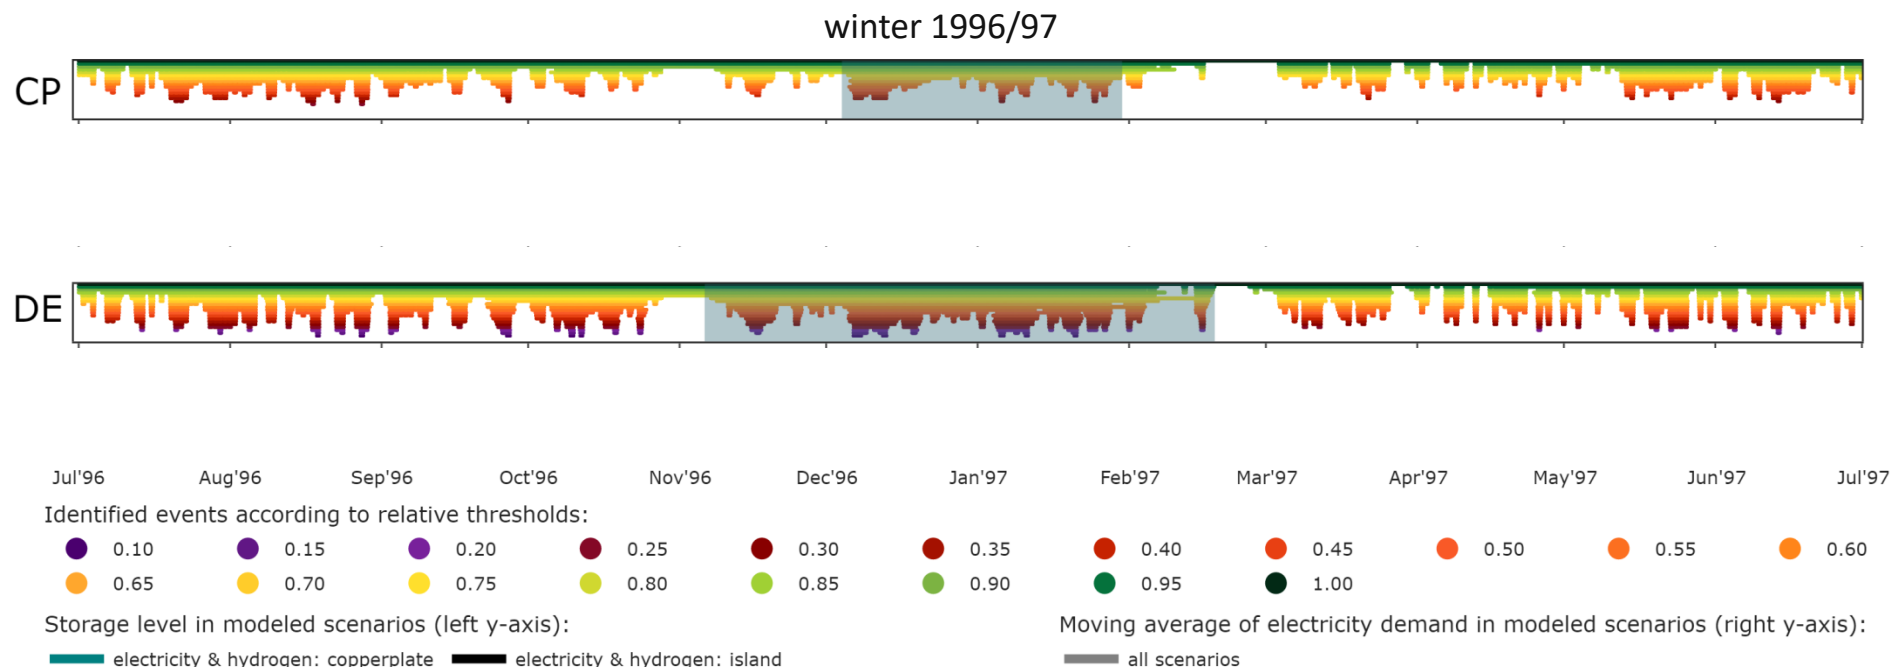 winter 1996/97
CP
DE
Jul'96 Aug'96 Sep'96 Oct'96 Nov'96 Dec'96 Jan'97 Feb'97 Mar'97 Apr'97 May'97 Jun'97 Jul'97
Identified events according to relative thresholds:
0.10 0.15 0.20 0.25 0.30 0.35 0.40 0.45 0.50 0.55 0.60
0.65 0.70 0.75 0.80 0.85 0.90 0.95 1.00
Storage level in modeled scenarios (left y-axis): Moving average of electricity demand in modeled scenarios (right y-axis):
electricity & hydrogen: copperplate electricity & hydrogen: island all scenarios